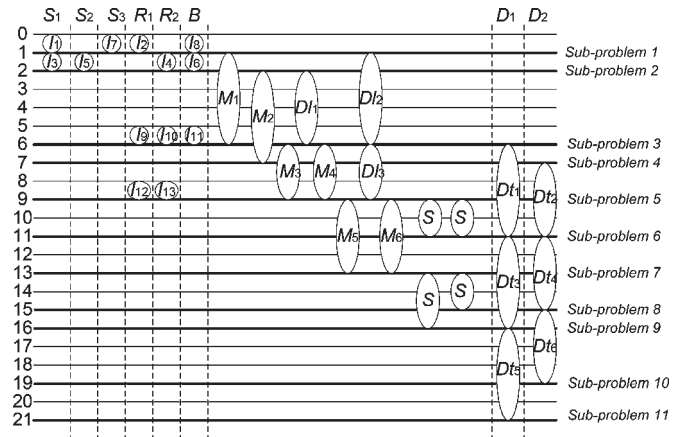 S1 S2 S3 R1 R2 B D1 D2
0
I1 I7 I2 I8
1 Sub-problem 1
I3 I5 I4 I6
2 Sub-problem 2
3
M1 M2 DI1 DI2
4
5
I9 I10 I11
6 Sub-problem 3
7 Sub-problem 4
M3 M4 DI3
8
I12 I13
Dt1 Dt2
9 Sub-problem 5
10 S S
11 Sub-problem 6
M5 M6
12
13 Sub-problem 7
Dt3 Dt4
14 S S
15 Sub-problem 8
16 Sub-problem 9
17 Dt6
18 Dt5
19 Sub-problem 10
20
21 Sub-problem 11